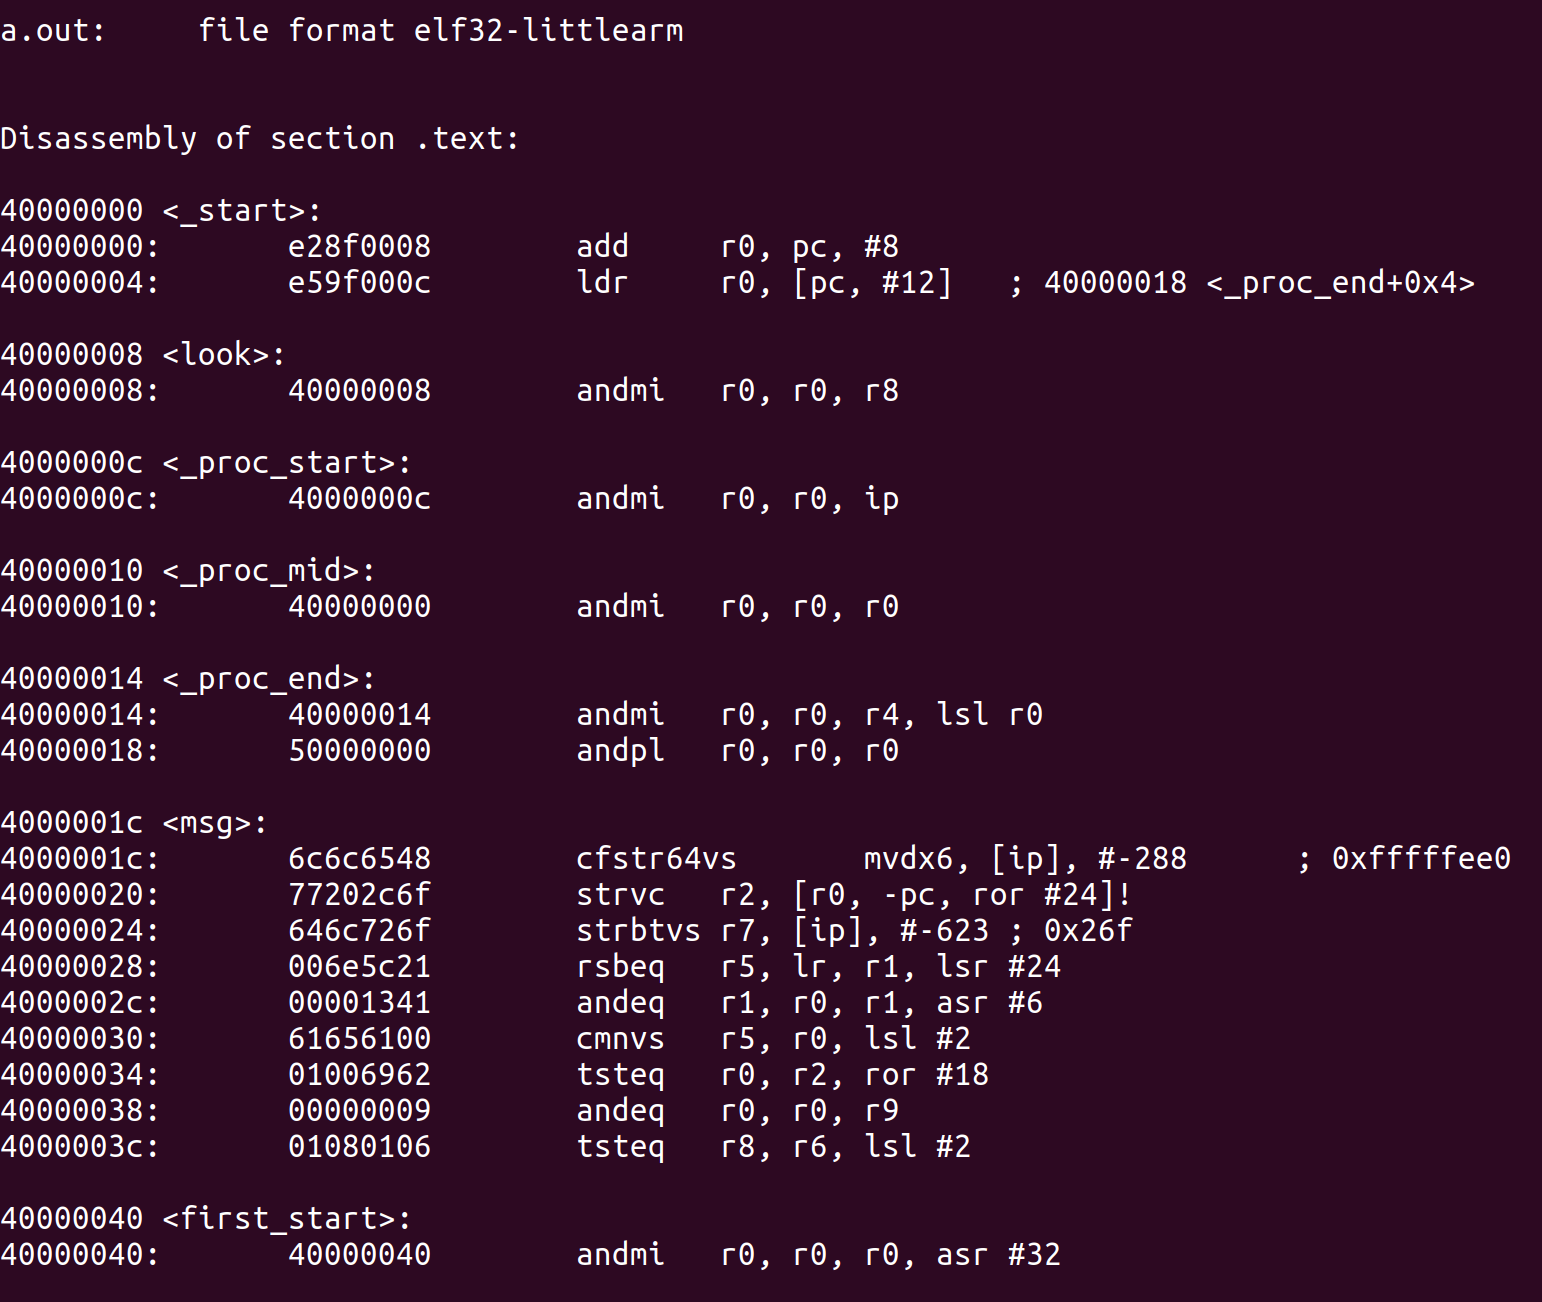 a.out:     file format elf32-littlearm
Disassembly of section .text:
40000000 <_start>:
40000000:       e28f0008        add     r0, pc, #8
40000004:       e59f000c        ldr     r0, [pc, #12]   ; 40000018 <_proc_end+0x4>
40000008 <look>:
40000008:       40000008        andmi   r0, r0, r8
4000000c <_proc_start>:
4000000c:       4000000c        andmi   r0, r0, ip
40000010 <_proc_mid>:
40000010:       40000000        andmi   r0, r0, r0
40000014 <_proc_end>:
40000014:       40000014        andmi   r0, r0, r4, lsl r0
40000018:       50000000        andpl   r0, r0, r0
4000001c <msg>:
4000001c:       6c6c6548        cfstr64vs       mvdx6, [ip], #-288      ; 0xfffffee0
40000020:       77202c6f        strvc   r2, [r0, -pc, ror #24]!
40000024:       646c726f        strbtvs r7, [ip], #-623 ; 0x26f
40000028:       006e5c21        rsbeq   r5, lr, r1, lsr #24
4000002c:       00001341        andeq   r1, r0, r1, asr #6
40000030:       61656100        cmnvs   r5, r0, lsl #2
40000034:       01006962        tsteq   r0, r2, ror #18
40000038:       00000009        andeq   r0, r0, r9
4000003c:       01080106        tsteq   r8, r6, lsl #2
40000040 <first_start>:
40000040:       40000040        andmi   r0, r0, r0, asr #32